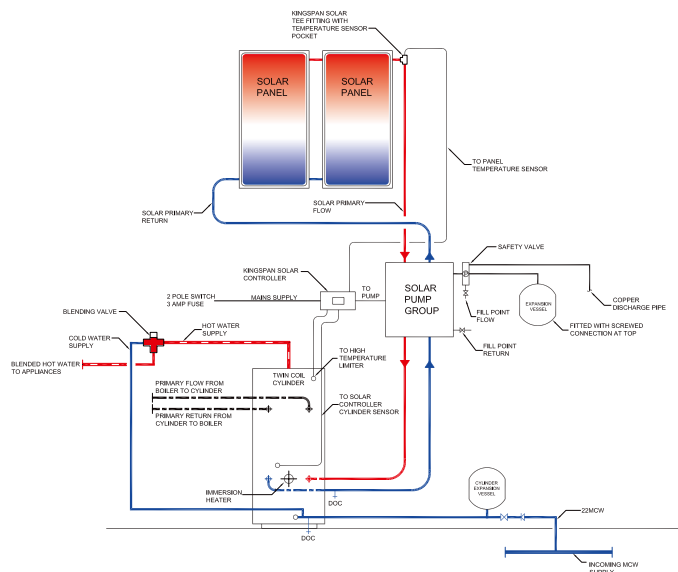 KINGSPAN SOLAR
TEE FITTING WITH
TEMPERATURE SENSOR
POCKET
SOLAR
PANEL
SOLAR
PANEL
TO PANEL
TEMPERATURE SENSOR
SOLAR PRIMARY
RETURN
SOLAR PRIMARY
FLOW
SAFETY VALVE
KINGSPAN SOLAR
CONTROLLER
TO
PUMP
SOLAR
PUMP
GROUP
2 POLE SWITCH
3 AMP FUSE
MAINS SUPPLY
COPPER
DISCHARGE PIPE
EXPANSION
VESSEL
FILL POINT
FLOW
BLENDING VALVE
HOT WATER
SUPPLY
COLD WATER
SUPPLY
FITTED WITH SCREWED
CONNECTION AT TOP
FILL POINT
RETURN
BLENDED HOT WATER
TO APPLIANCES
TO HIGH
TEMPERATURE
LIMITER
TWIN COIL
CYLINDER
PRIMARY FLOW FROM
BOILER TO CYLINDER
TO SOLAR
CONTROLLER
CYLINDER SENSOR
PRIMARY RETURN FROM
CYLINDER TO BOILER
CYLINDER
EXPANSION
VESSEL
IMMERSION
HEATER
DOC
22MCW
DOC
INCOMING MCW
SUPPLY